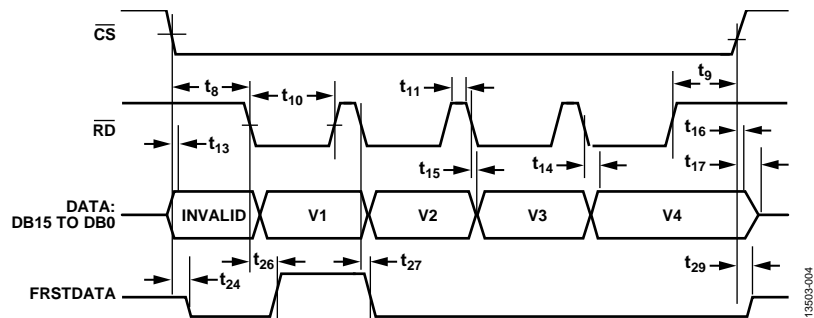 CS
t8
t9
t10
t11
RD
t13
t16
t15
t14
t17
DATA:
DB15 TO DB0
INVALID
V1
V2
V3
V4
t24
t26
t27
t29
FRSTDATA
13503-004